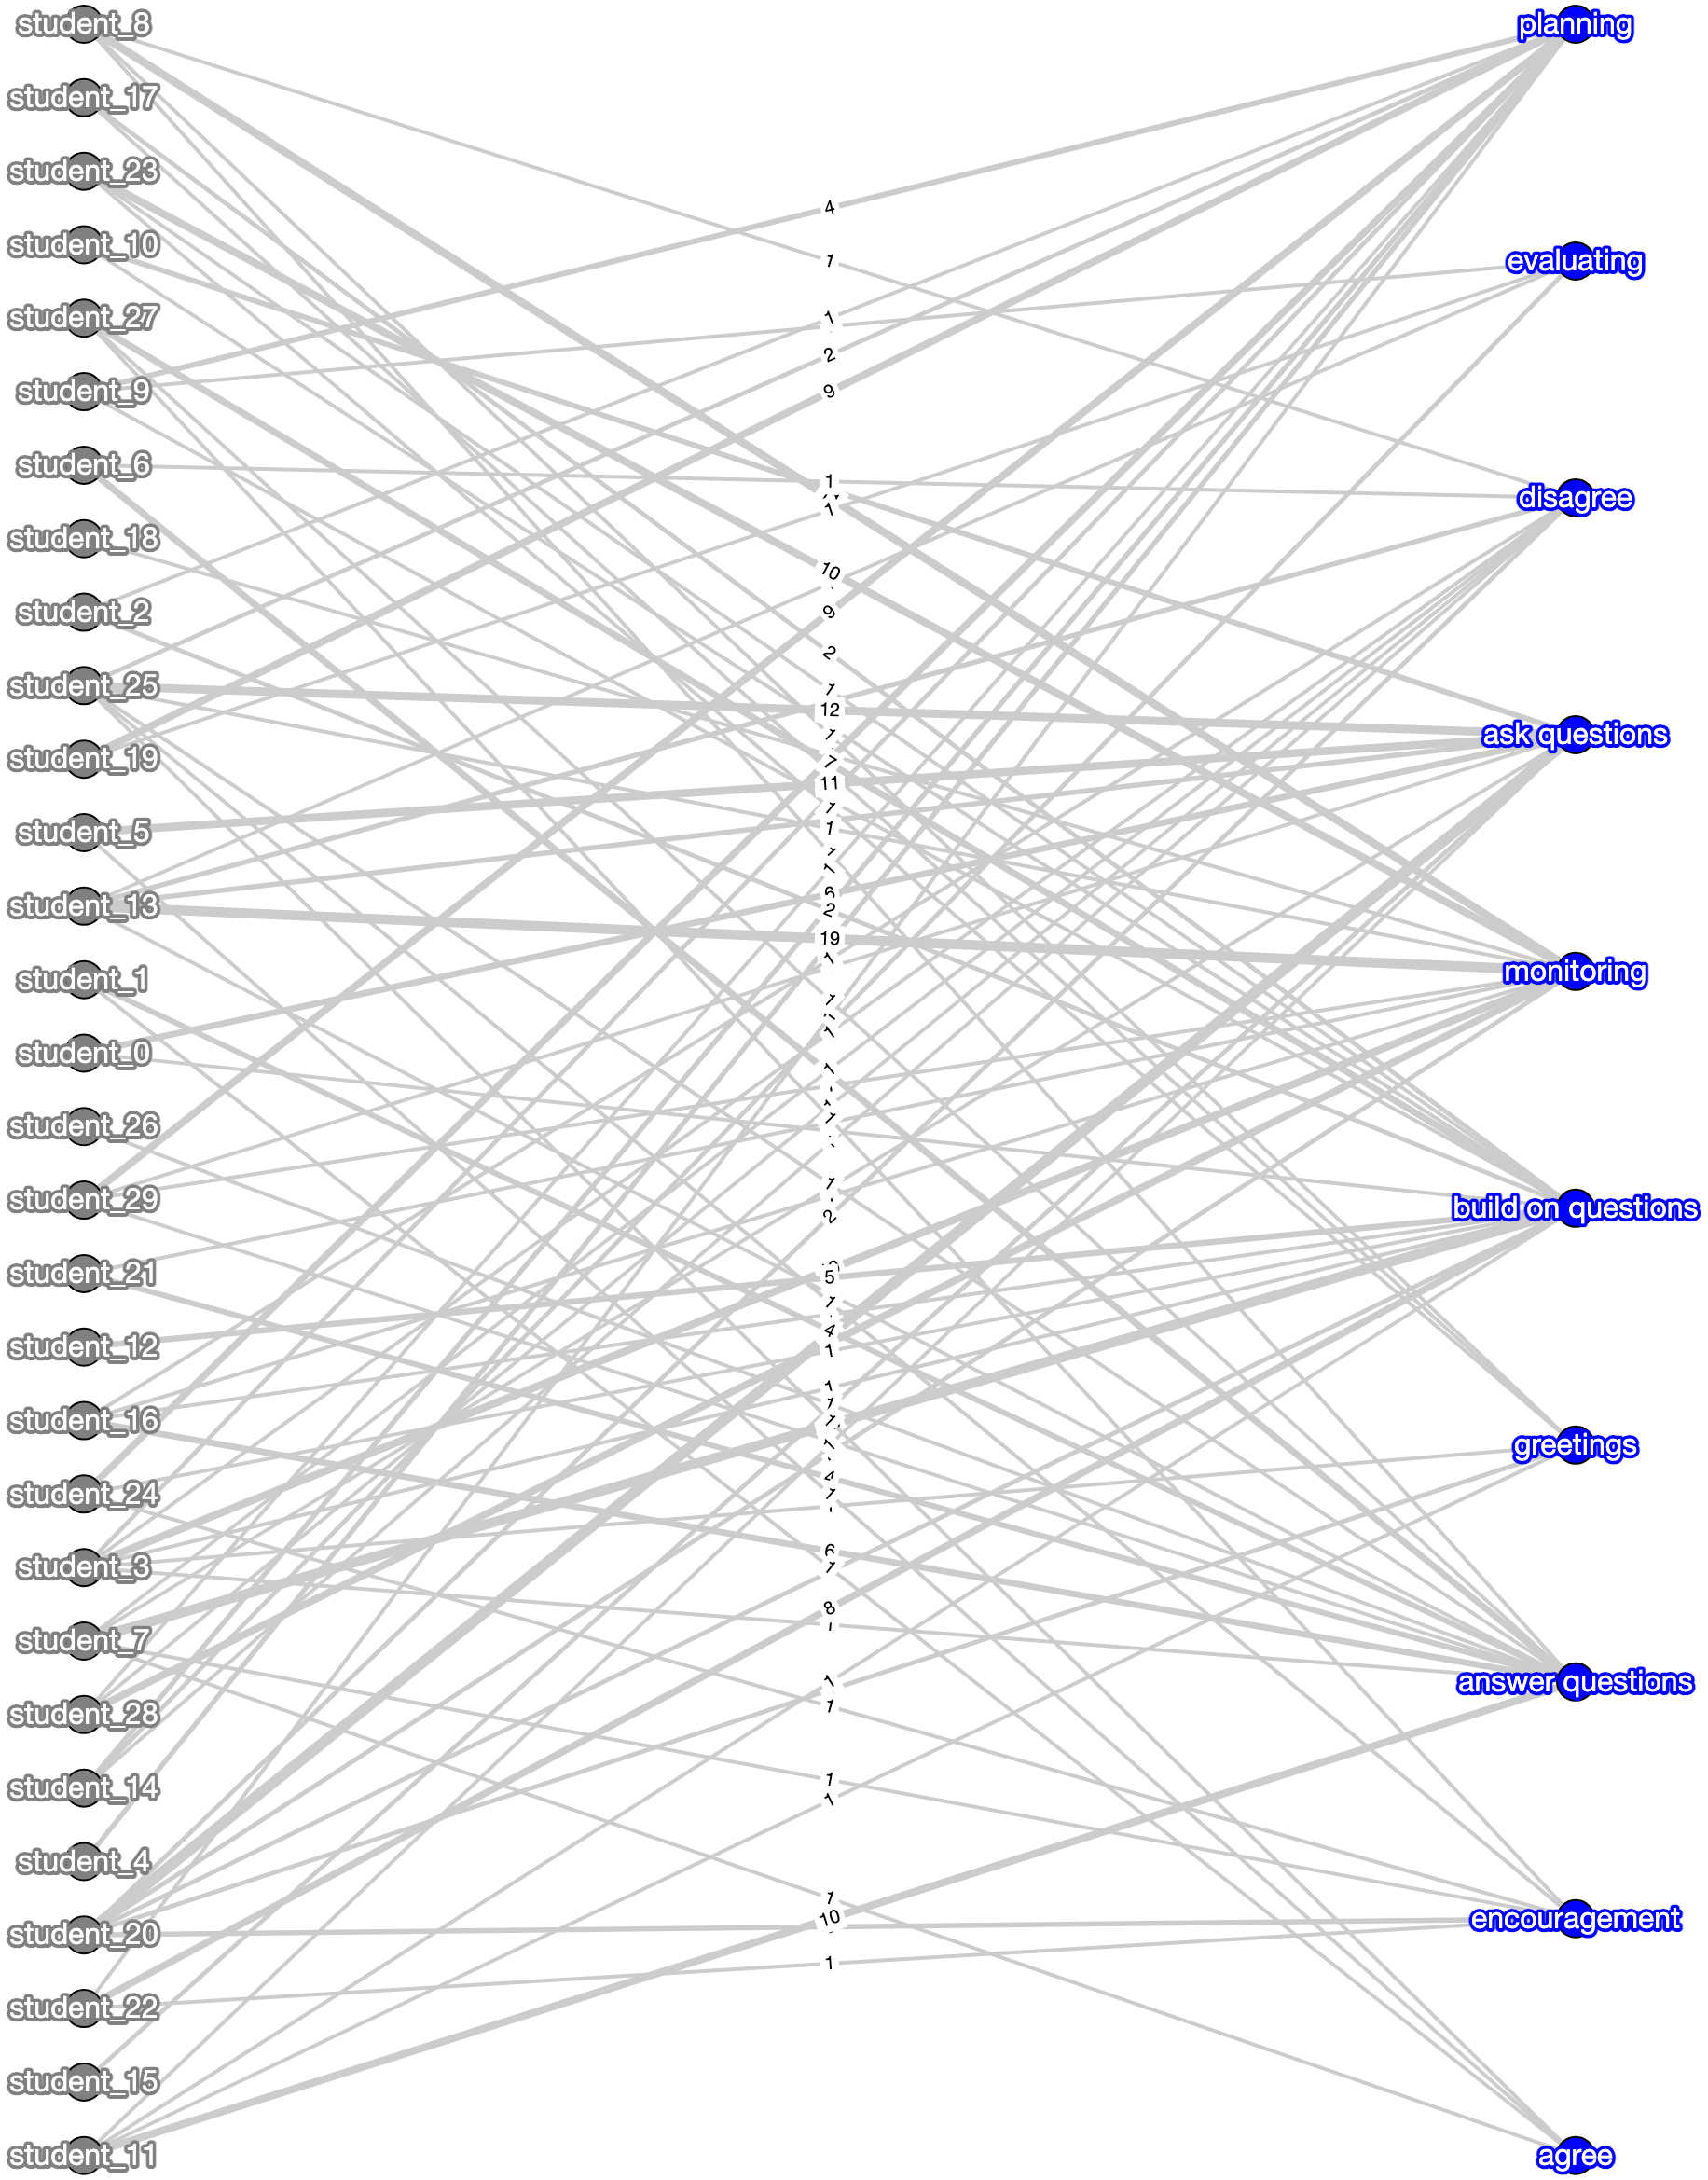 student_8
student_17
student_23
student_10
student_27
student_9
student_6
student_18
student_2
student_25
student_19
student_5
student_13
student_1
student_0
student_26
student_29
student_21
student_12
student_16
student_24
student_3
student_7
student_28
student_14
student_4
student_20
student_22
student_15
student_11
4
1
1
2
9
1
1
10
9
2
1
12
1
7
11
1
1
1
1
6
2
19
1
1
1
1
1
1
2
5
1
4
1
1
1
1
1
4
1
6
1
8
1
1
1
1
1
10
1
planning
evaluating
disagree
ask questions
monitoring
build on questions
greetings
answer questions
encouragement
agree